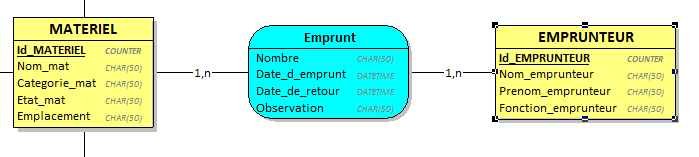 MATERIEL
Id_MATERIEL COUNTER
Nom_mat CHAR(50)
Categorie_mat CHAR(50)
Etat_mat CHAR(50)
Emplacement CHAR(50)
1,n
Emprunt
Nombre CHAR(50)
Date_d_emprunt DATETIME
Date_de_retour DATETIME
Observation CHAR(50)
1,n
EMPRUNTEUR
Id_EMPRUNTEUR COUNTER
Nom_emprunteur CHAR(50)
Prenom_emprunteur CHAR(50)
Fonction_emprunteur CHAR(50)